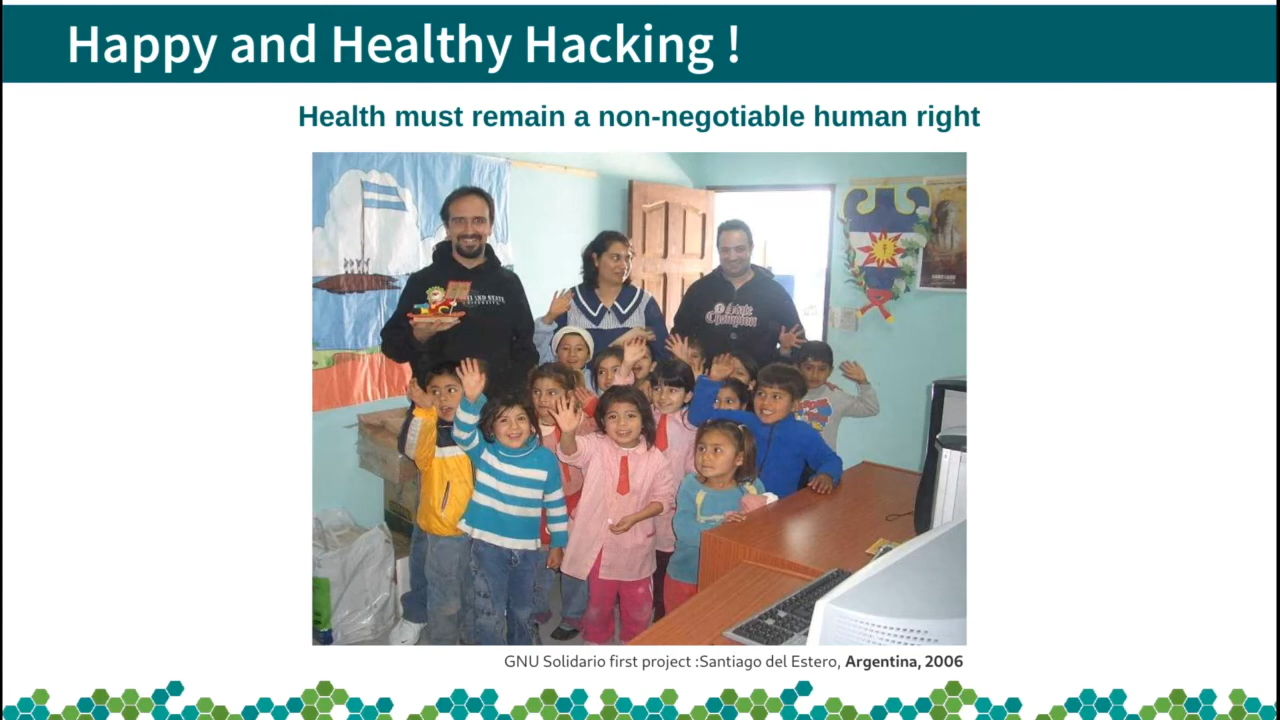 Happy and Healthy Hacking !
Health must remain a non-negotiable human right
Champion
GNU Solidario first project :Santiago del Estero, Argentina, 2006